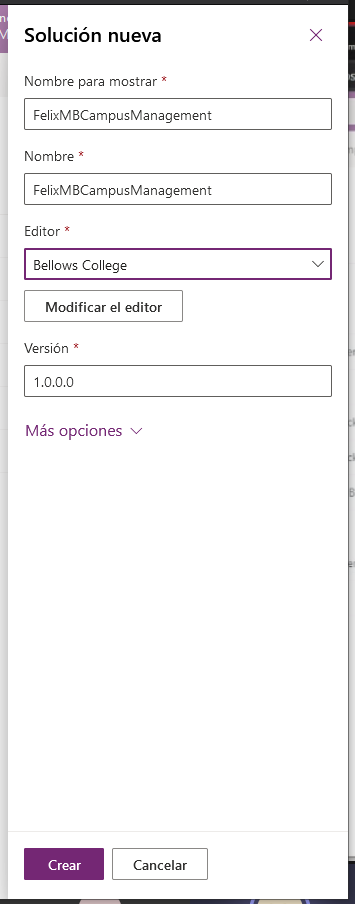 Solución nueva
Nombre para mostrar *
FelixMBCampusManagement
Nombre *
FelixMBCampusManagement
Editor *
Bellows College
Modificar el editor
Versión *
1.0.0.0
Más opciones
Crear
Cancelar